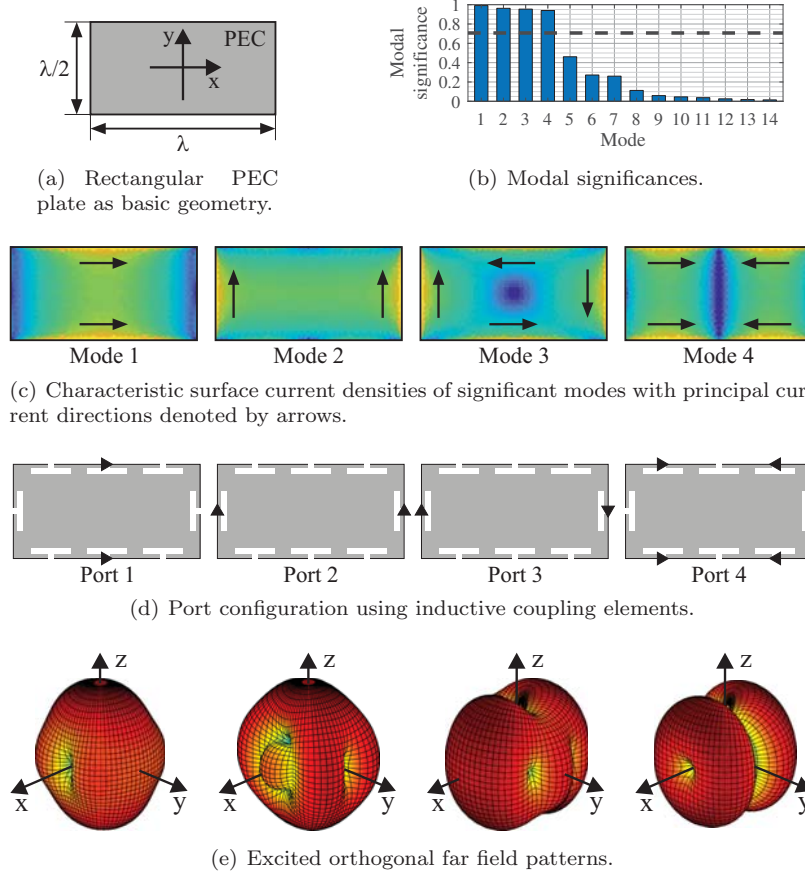 y PEC
x
λ/2
λ
(a) Rectangular PEC
plate as basic geometry.
Modal
significance
1
0.8
0.6
0.4
0.2
0
1 2 3 4 5 6 7 8 9 10 11 12 13 14
Mode
(b) Modal significances.
Mode 1 Mode 2 Mode 3 Mode 4
(c) Characteristic surface current densities of significant modes with principal cur-
rent directions denoted by arrows.
Port 1 Port 2 Port 3 Port 4
(d) Port configuration using inductive coupling elements.
z z z z
x y x y x y x y
(e) Excited orthogonal far field patterns.